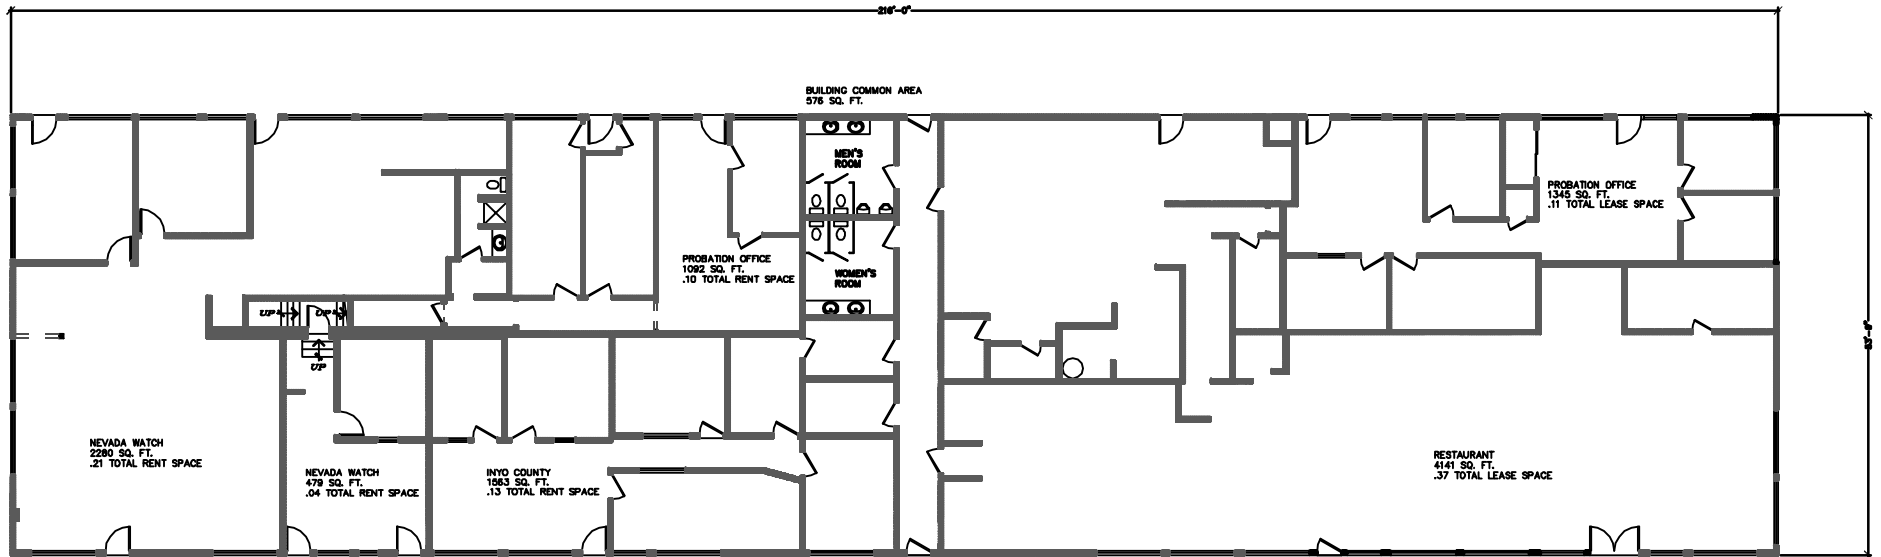 216'-0"
BUILDING COMMON AREA
576 SQ. FT.
MEN'S
ROOM
PROBATION OFFICE
1345 SQ. FT.
.11 TOTAL LEASE SPACE
PROBATION OFFICE
1092 SQ. FT.
.10 TOTAL RENT SPACE
WOMEN'S
ROOM
UP
UP
UP
53'-9"
NEVADA WATCH
2280 SQ. FT.
.21 TOTAL RENT SPACE
NEVADA WATCH
479 SQ. FT.
.04 TOTAL RENT SPACE
INYO COUNTY
1563 SQ. FT.
.13 TOTAL RENT SPACE
RESTAURANT
4141 SQ. FT.
.37 TOTAL LEASE SPACE